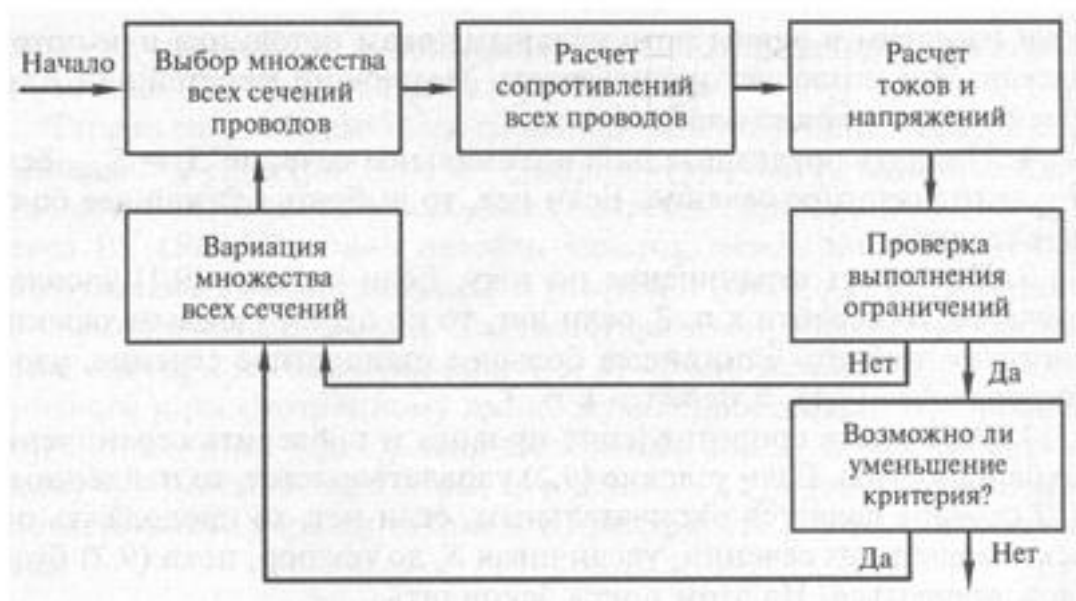 Начало
Выбор множества
всех сечений
проводов
Расчет
сопротивлений
всех проводов
Расчет
токов и
напряжений
Вариация
множества
всех сечений
Проверка
выполнения
ограничений
Нет
Да
Возможно ли
уменьшение
критерия?
Да
Нет